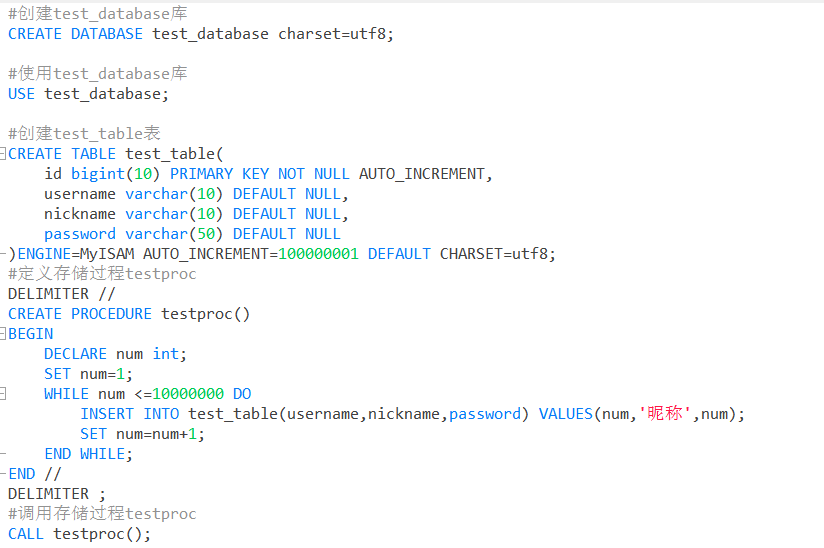 #创建test_database库
CREATE DATABASE test_database charset=utf8;
#使用test_database库
USE test_database;
#创建test_table表
CREATE TABLE test_table(
    id bigint(10) PRIMARY KEY NOT NULL AUTO_INCREMENT,
    username varchar(10) DEFAULT NULL,
    nickname varchar(10) DEFAULT NULL,
    password varchar(50) DEFAULT NULL
)ENGINE=MyISAM AUTO_INCREMENT=100000001 DEFAULT CHARSET=utf8;
#定义存储过程testproc
DELIMITER //
CREATE PROCEDURE testproc()
BEGIN
    DECLARE num int;
    SET num=1;
    WHILE num <=10000000 DO
        INSERT INTO test_table(username,nickname,password) VALUES(num,'昵称',num);
        SET num=num+1;
    END WHILE;
END //
DELIMITER ;
#调用存储过程testproc
CALL testproc();